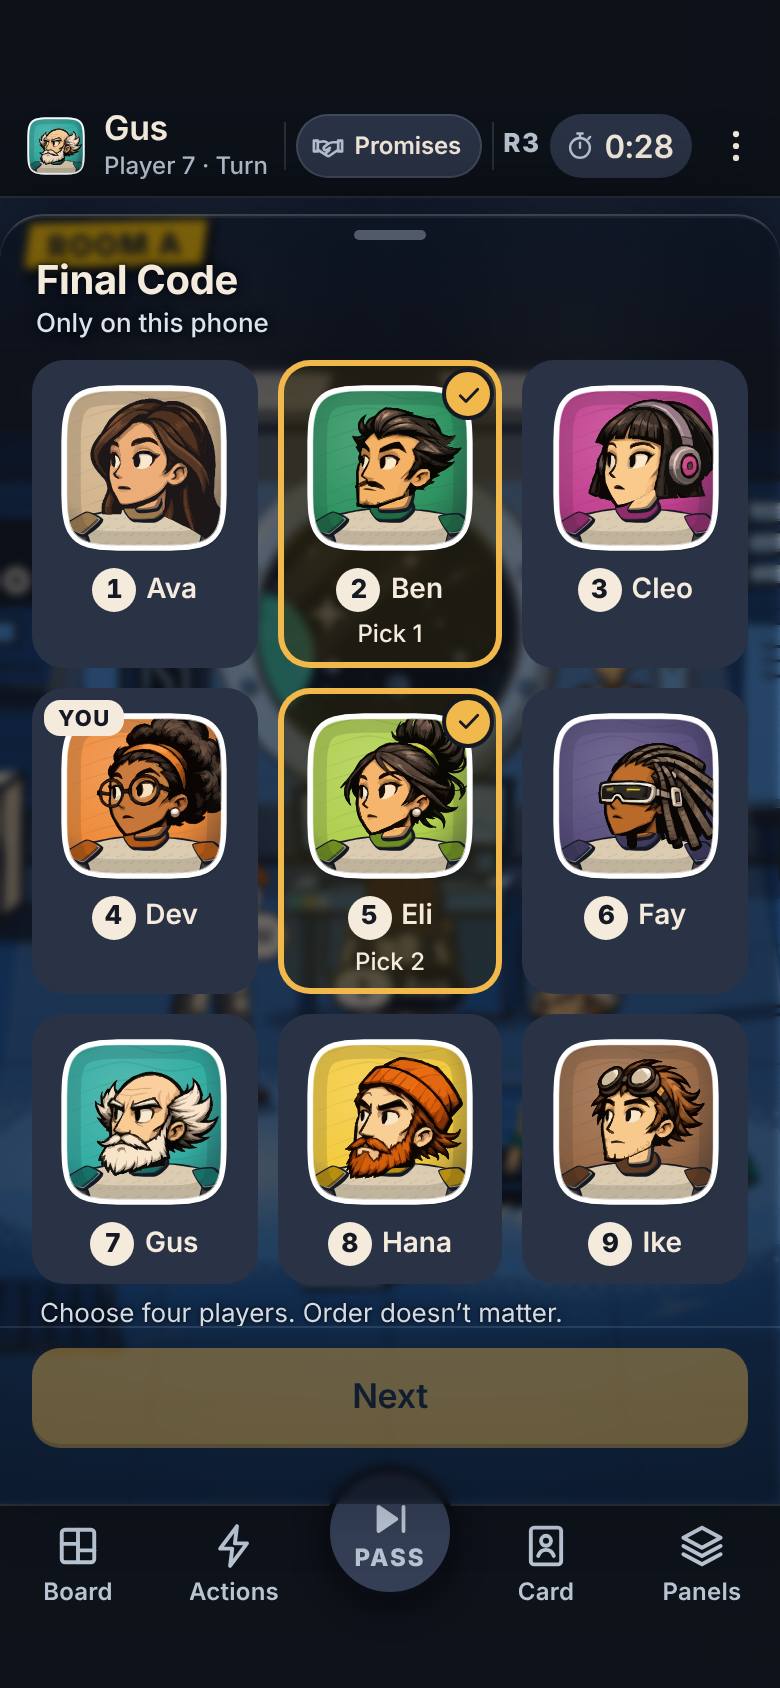 Gus
Player 7 · Turn
Promises
R3
0:28
ROOM A
Final Code
Only on this phone
1 Ava
2 Ben
Pick 1
3 Cleo
YOU
4 Dev
5 Eli
Pick 2
6 Fay
7 Gus
8 Hana
9 Ike
Choose four players. Order doesn’t matter.
Next
Board
Actions
PASS
Card
Panels